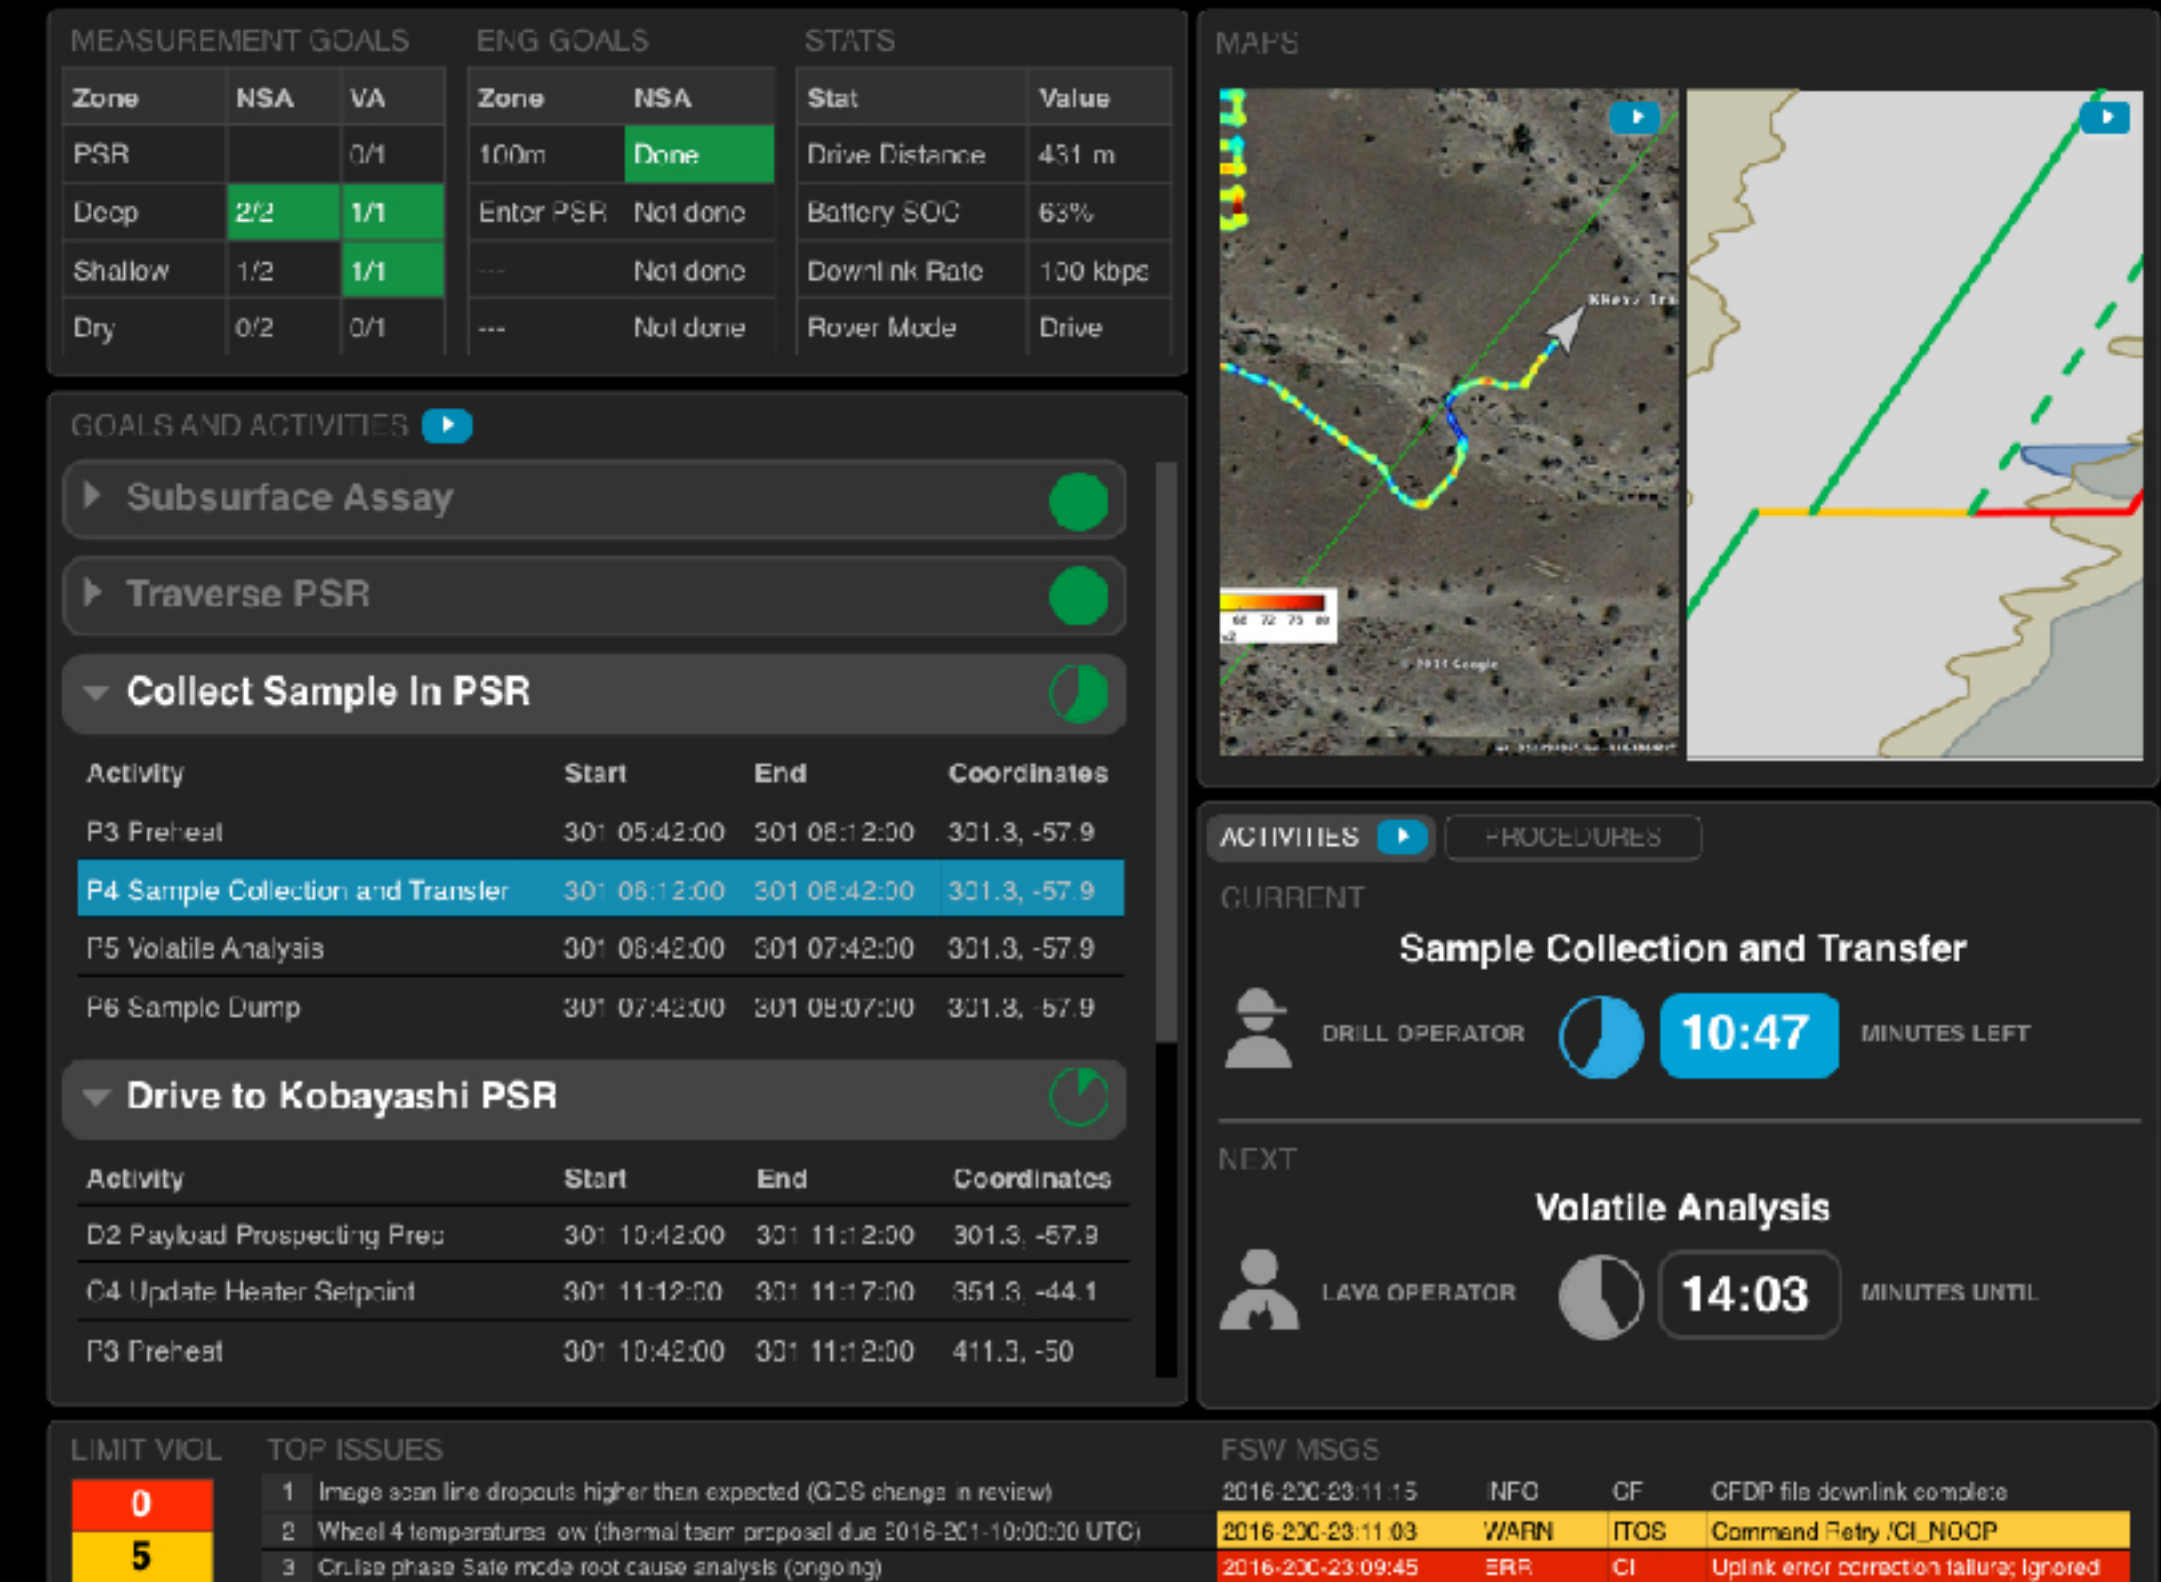 MEASUREMENT GOALS
Zone NSA VA
PSR 0/1
Deep 2/2 1/1
Shallow 1/2 1/1
Dry 0/2 0/1
ENG GOALS
Zone NSA
100m Done
Enter PSR Not done
--- Not done
--- Not done
STATS
Stat Value
Drive Distance 431 m
Battery SOC 63%
Downlink Rate 100 kbps
Rover Mode Drive
MAPS
68 72 76 80
Google
GOALS AND ACTIVITIES
Subsurface Assay
Traverse PSR
Collect Sample In PSR
Activity Start End Coordinates
P3 Preheat 301 05:42:00 301 06:12:00 301.3, -57.9
P4 Sample Collection and Transfer 301 06:12:00 301 06:42:00 301.3, -57.9
P5 Volatile Analysis 301 06:42:00 301 07:42:00 301.3, -57.9
P6 Sample Dump 301 07:42:00 301 08:07:00 301.3, -57.9
Drive to Kobayashi PSR
Activity Start End Coordinates
D2 Payload Prospecting Prep 301 10:42:00 301 11:12:00 301.3, -57.9
C4 Update Heater Setpoint 301 11:12:00 301 11:17:00 351.3, -44.1
P3 Preheat 301 10:42:00 301 11:12:00 411.3, -50
ACTIVITIES PROCEDURES
CURRENT
Sample Collection and Transfer
DRILL OPERATOR 10:47 MINUTES LEFT
NEXT
Volatile Analysis
LAVA OPERATOR 14:03 MINUTES UNTIL
LIMIT VIOL
0
5
TOP ISSUES
1 Image scan line dropouts higher than expected (GDS change in review)
2 Wheel 4 temperatures low (thermal team proposal due 2016-201-10:00:00 UTC)
3 Cruise phase Safe mode root cause analysis (ongoing)
FSW MSGS
2016-200-23:11:15 INFO CF CFDP file downlink complete
2016-200-23:11:03 WARN ITOS Command Retry /CI_NOOP
2016-200-23:09:45 ERR CI Uplink error correction failure; ignored